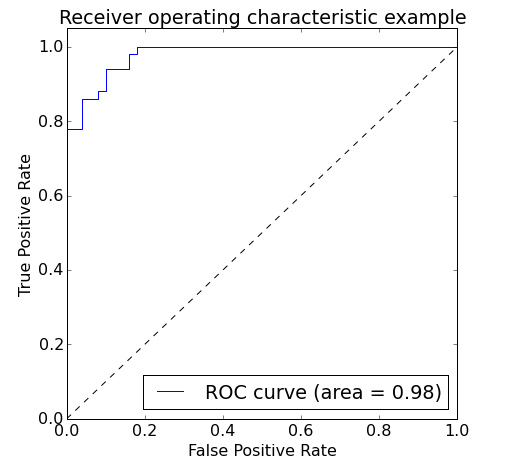 Receiver operating characteristic example
1.0
0.8
0.6
0.4
0.2
0.0
True Positive Rate
ROC curve (area = 0.98)
0.0 0.2 0.4 0.6 0.8 1.0
False Positive Rate